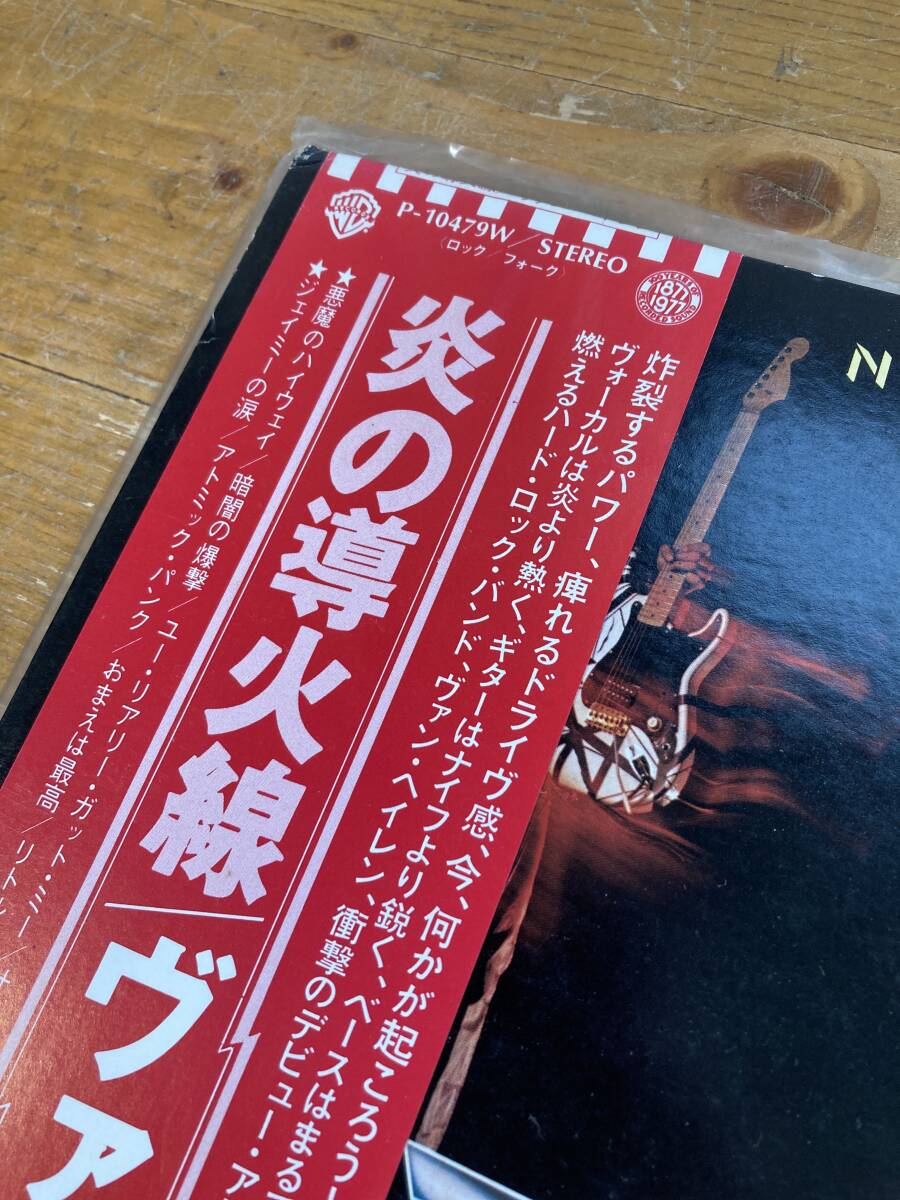 P-10479W/STEREO
〈ロック/フォーク〉
100 YEARS OF
1877
1977
RECORDED SOUND
N
炸裂するパワー、痺れるドライヴ感、今、何かが起ころう
ヴォーカルは炎より熱く、ギターはナイフより鋭く、ベースはまる
燃えるハード・ロック・バンド、ヴァン・ヘイレン、衝撃のデビュー・ア
炎の導火線/ヴァ
★悪魔のハイウェイ/暗闇の爆撃/ユー・リアリー・ガット・ミー/
★ジェイミーの涙/アトミック・パンク/おまえは最高/リトル・